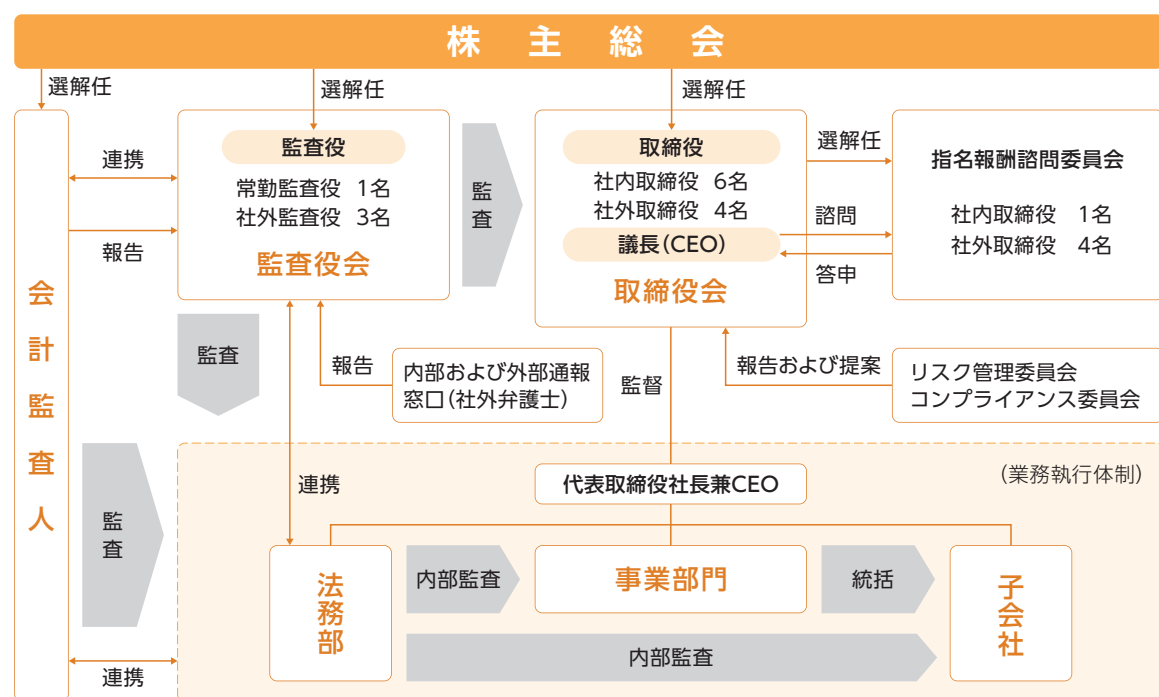 株主総会
選解任
選解任
選解任
会計監査人
連携
報告
監査役
常勤監査役 1名
社外監査役 3名
監査役会
監査
取締役
社内取締役 6名
社外取締役 4名
議長(CEO)
取締役会
選解任
諮問
答申
指名報酬諮問委員会
社内取締役 1名
社外取締役 4名
監査
報告
内部および外部通報
窓口(社外弁護士)
監督
報告および提案
リスク管理委員会
コンプライアンス委員会
監査
連携
連携
(業務執行体制)
代表取締役社長兼CEO
法務部
内部監査
事業部門
統括
子会社
内部監査